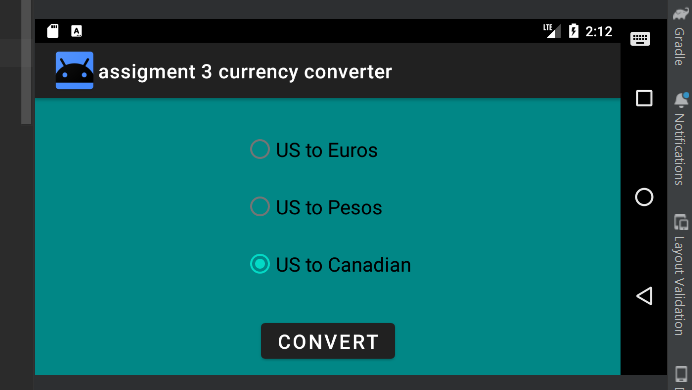 LTE 2:12
A
assigment 3 currency converter
US to Euros
US to Pesos
US to Canadian
CONVERT
Gradle
Notifications
Layout Validation